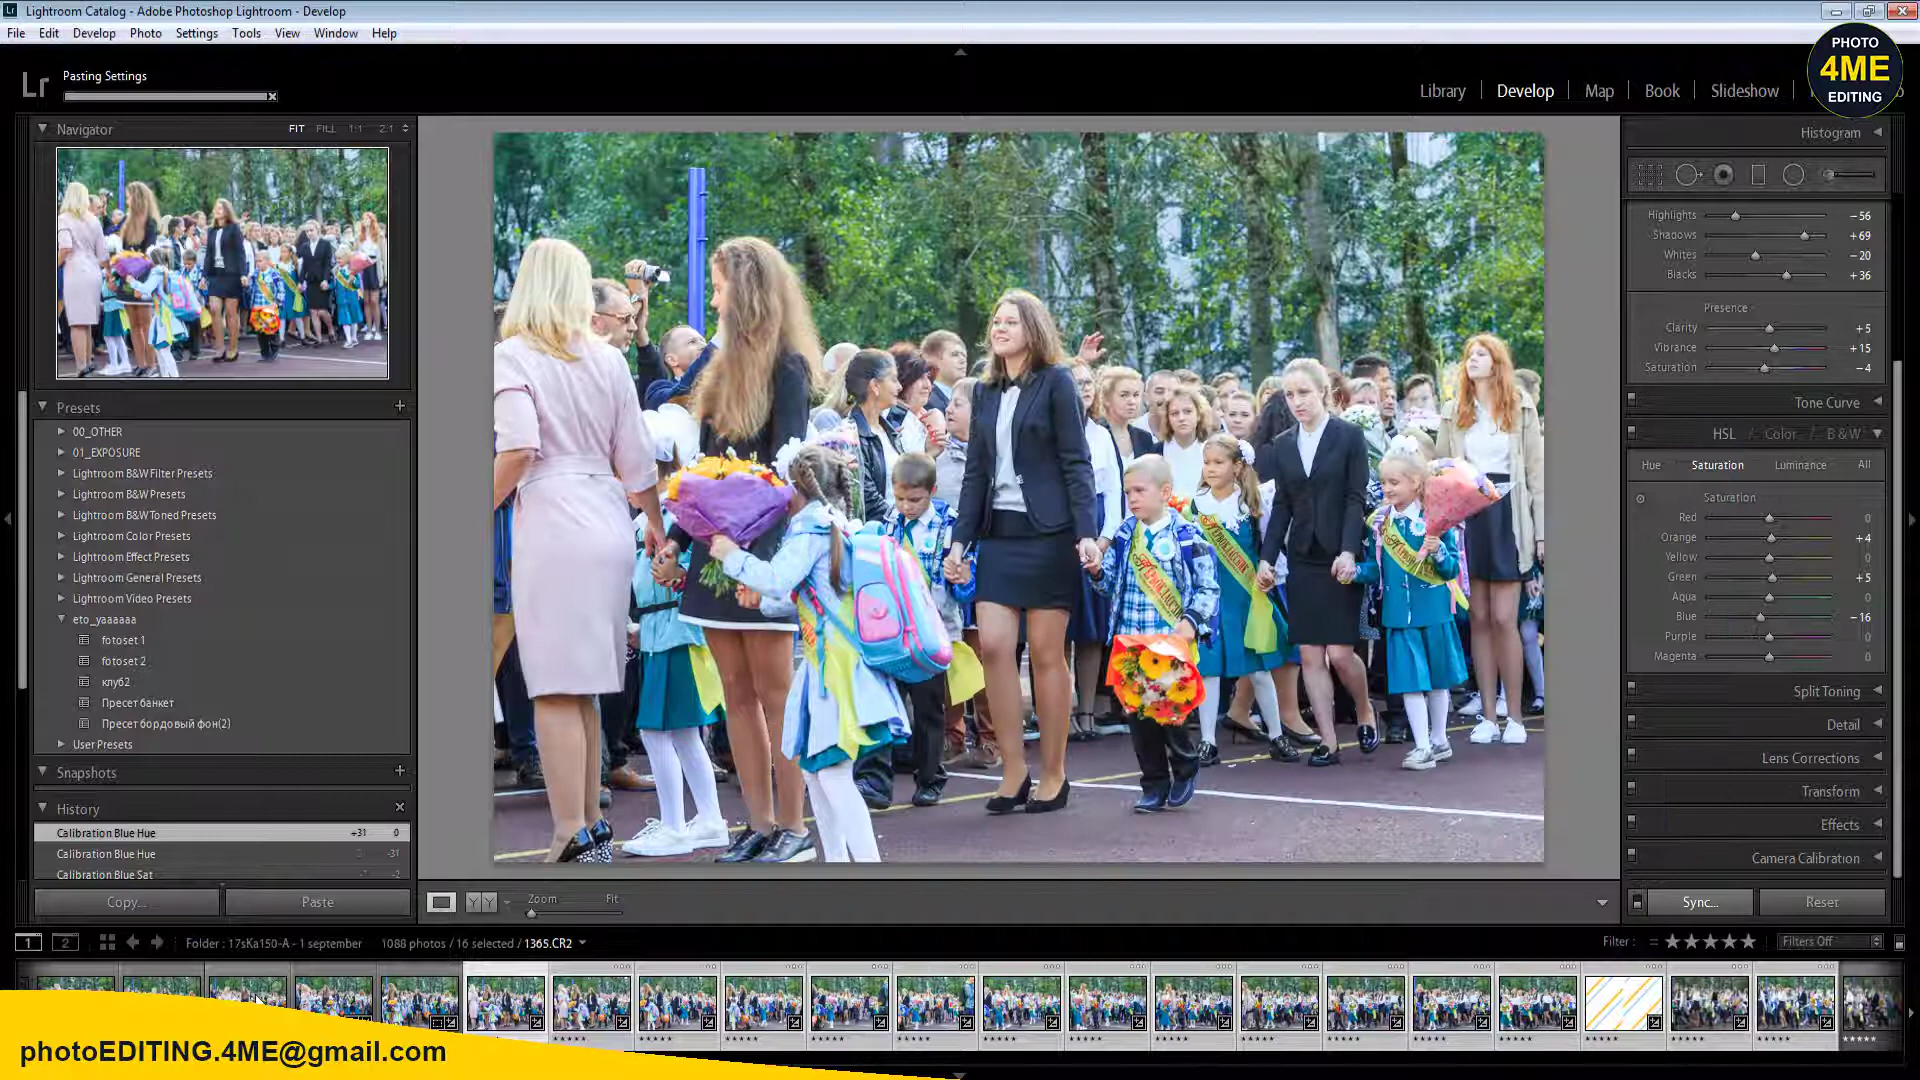 Lightroom Catalog - Adobe Photoshop Lightroom - Develop
File Edit Develop Photo Settings Tools View Window Help
PHOTO
4ME
EDITING
Lr
Pasting Settings
Library Develop Map Book Slideshow
Navigator FIT FILL 1:1 2:1
Histogram
Highlights -56
Shadows +69
Whites -20
Blacks +36
Presence
Clarity +5
Vibrance +15
Saturation -4
Tone Curve
HSL / Color / B & W
Hue Saturation Luminance All
Saturation
Red 0
Orange +4
Yellow 0
Green +5
Aqua 0
Blue -16
Purple 0
Magenta 0
Split Toning
Detail
Lens Corrections
Transform
Effects
Camera Calibration
Sync... Reset
Presets
00_OTHER
01_EXPOSURE
Lightroom B&W Filter Presets
Lightroom B&W Presets
Lightroom B&W Toned Presets
Lightroom Color Presets
Lightroom Effect Presets
Lightroom General Presets
Lightroom Video Presets
eto_yaaaaaa
fotoset 1
fotoset 2
клуб2
Пресет банкет
Пресет бордовый фон(2)
User Presets
Snapshots
History
Calibration Blue Hue +31 0
Calibration Blue Hue -31
Calibration Blue Sat -2
Copy... Paste
YY Zoom Fit
1 2 Folder : 17sKa150-A - 1 september 1088 photos / 16 selected / 1365.CR2
Filter : Filters Off
photoEDITING.4ME@gmail.com